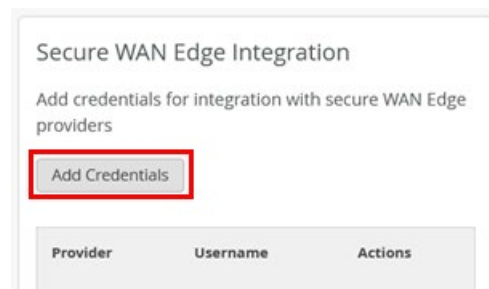 Secure WAN Edge Integration
Add credentials for integration with secure WAN Edge
providers
Add Credentials
Provider Username Actions